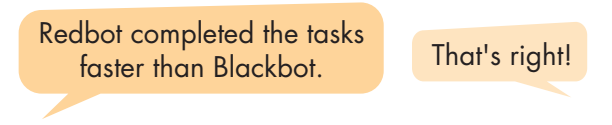 Redbot completed the tasks
faster than Blackbot.
That's right!